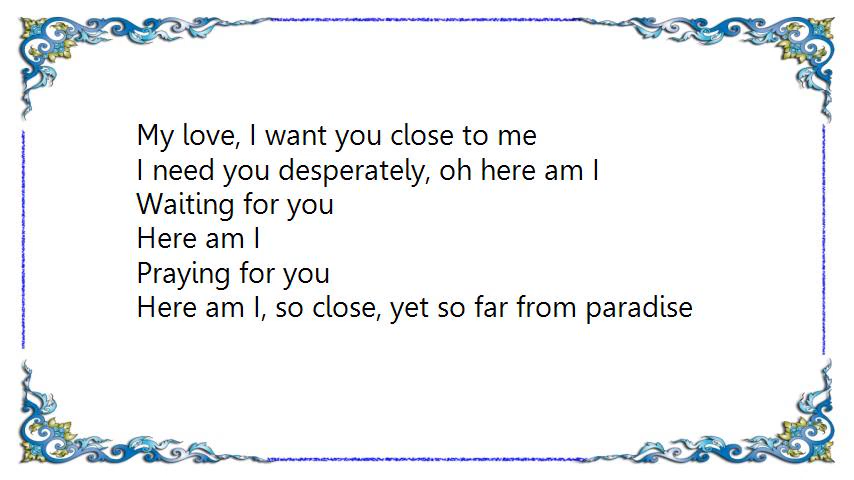 My love, I want you close to me
I need you desperately, oh here am I
Waiting for you
Here am I
Praying for you
Here am I, so close, yet so far from paradise